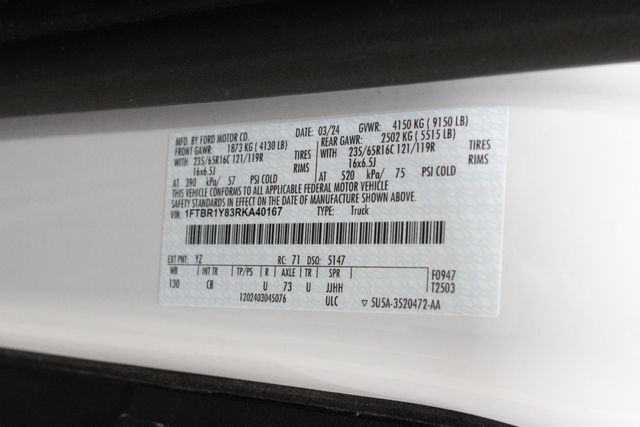 MFD. BY FORD MOTOR CO. 03/24 GVWR: 4150 KG ( 9150 LB)
FRONT GAWR: 1873 KG ( 4130 LB) REAR GAWR: 2502 KG ( 5515 LB)
WITH 235/65R16C 121/119R TIRES WITH 235/65R16C 121/119R TIRES
16x6.5J RIMS 16x6.5J RIMS
AT 390 kPa/ 57 PSI COLD AT 520 kPa/ 75 PSI COLD
THIS VEHICLE CONFORMS TO ALL APPLICABLE FEDERAL MOTOR VEHICLE
SAFETY STANDARDS IN EFFECT ON THE DATE OF MANUFACTURE SHOWN ABOVE.
VIN: 1FTBR1Y83RKA40167 TYPE: Truck
EXT PNT: YZ RC: 71 DSO: 5147
WB INT TR TP/PS R AXLE TR SPR F0947
130 CB U 73 U JJHH T2503
1202403045076 ULC ▽ 5U5A-3520472-AA